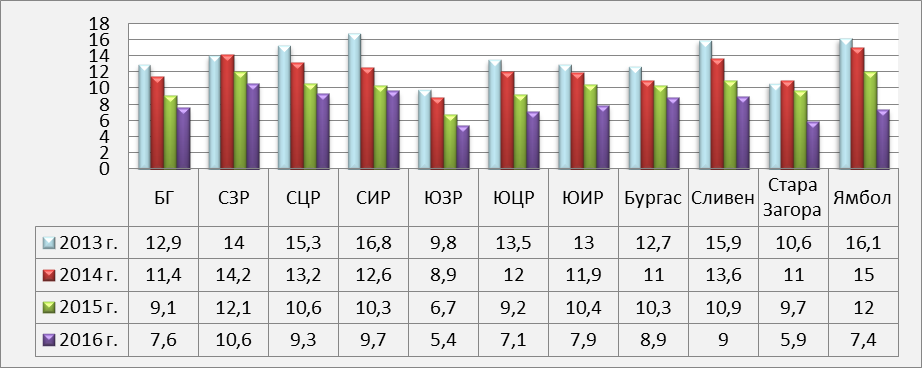 18
16
14
12
10
8
6
4
2
0
БГ СЗР СЦР СИР ЮЗР ЮЦР ЮИР Бургас Сливен Стара Загора Ямбол
2013 г. 12,9 14 15,3 16,8 9,8 13,5 13 12,7 15,9 10,6 16,1
2014 г. 11,4 14,2 13,2 12,6 8,9 12 11,9 11 13,6 11 15
2015 г. 9,1 12,1 10,6 10,3 6,7 9,2 10,4 10,3 10,9 9,7 12
2016 г. 7,6 10,6 9,3 9,7 5,4 7,1 7,9 8,9 9 5,9 7,4